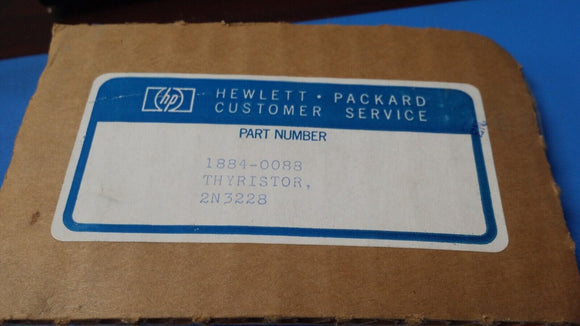 hp
HEWLETT • PACKARD
CUSTOMER SERVICE
PART NUMBER
1884-0088
THYRISTOR,
2N3228